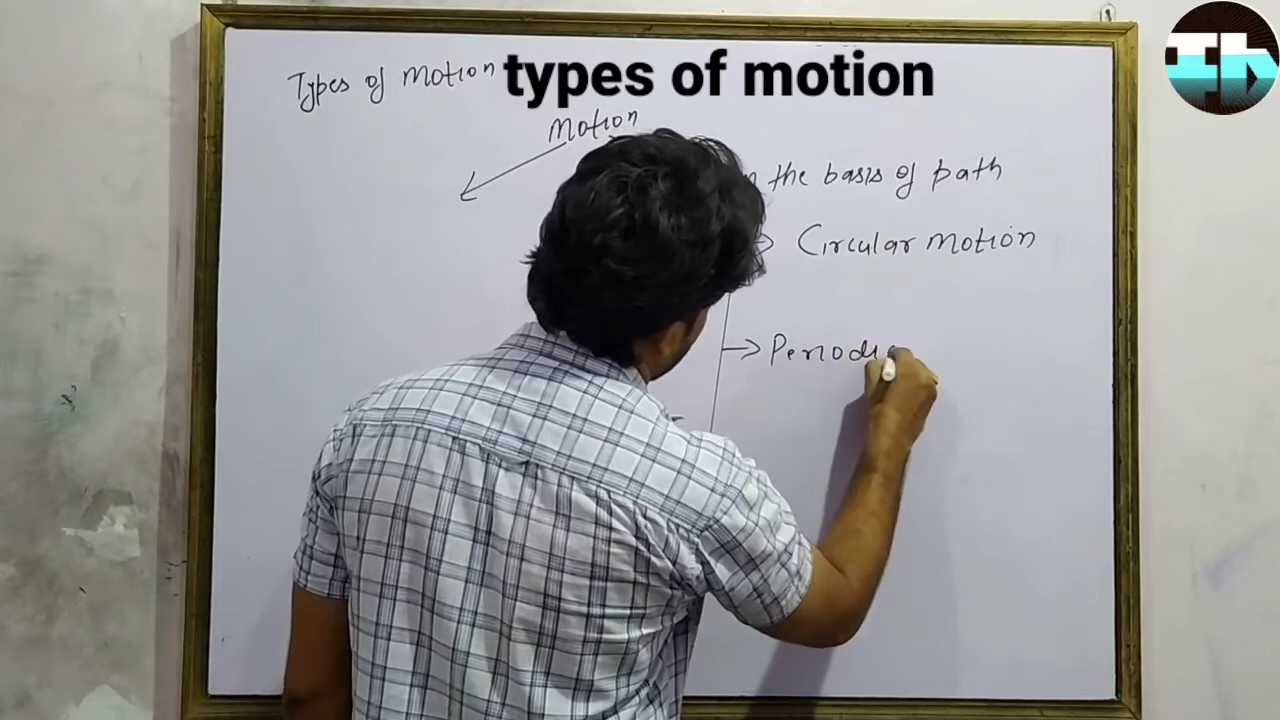 Types of Motion
types of motion
Motion
n the basis of path
Circular Motion
Periodi